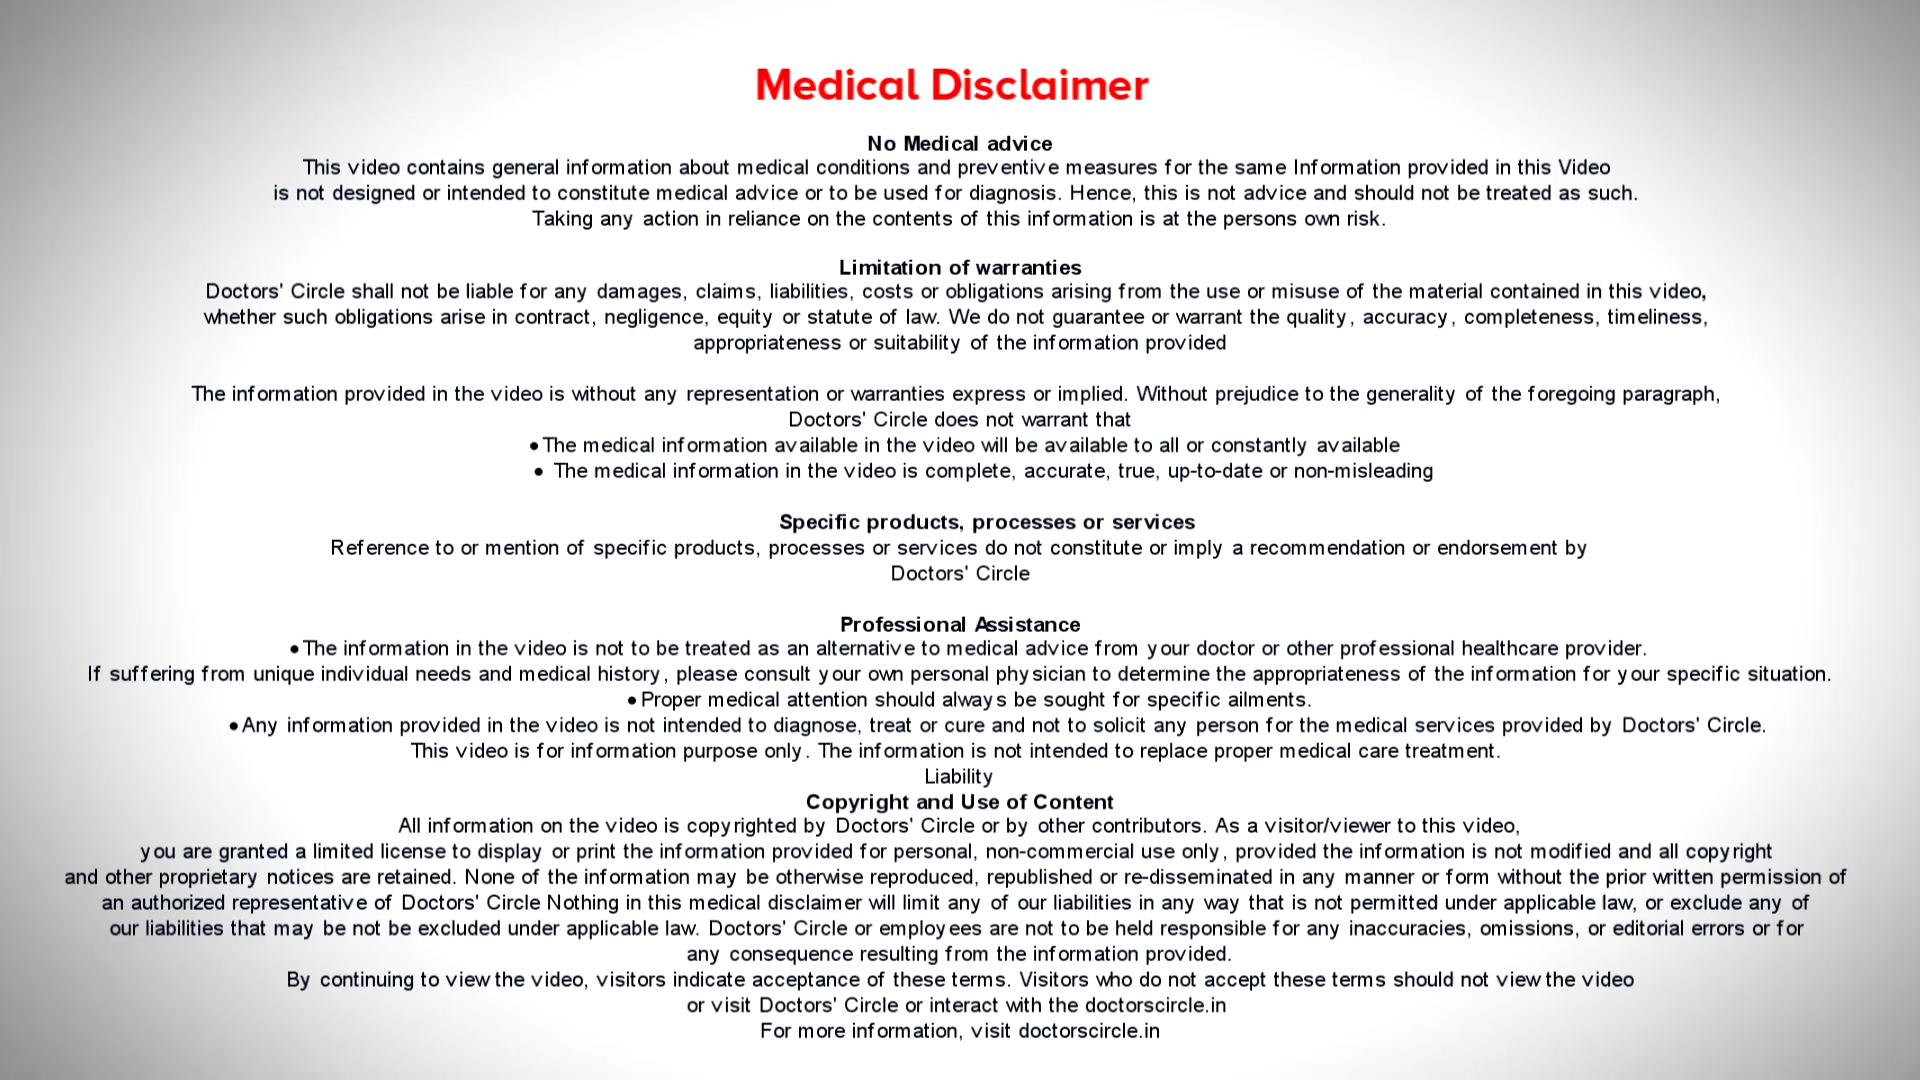 Medical Disclaimer
No Medical advice
This video contains general information about medical conditions and preventive measures for the same Information provided in this Video
is not designed or intended to constitute medical advice or to be used for diagnosis. Hence, this is not advice and should not be treated as such.
Taking any action in reliance on the contents of this information is at the persons own risk.
Limitation of warranties
Doctors' Circle shall not be liable for any damages, claims, liabilities, costs or obligations arising from the use or misuse of the material contained in this video,
whether such obligations arise in contract, negligence, equity or statute of law. We do not guarantee or warrant the quality, accuracy, completeness, timeliness,
appropriateness or suitability of the information provided
The information provided in the video is without any representation or warranties express or implied. Without prejudice to the generality of the foregoing paragraph,
Doctors' Circle does not warrant that
• The medical information available in the video will be available to all or constantly available
• The medical information in the video is complete, accurate, true, up-to-date or non-misleading
Specific products, processes or services
Reference to or mention of specific products, processes or services do not constitute or imply a recommendation or endorsement by
Doctors' Circle
Professional Assistance
• The information in the video is not to be treated as an alternative to medical advice from your doctor or other professional healthcare provider.
If suffering from unique individual needs and medical history, please consult your own personal physician to determine the appropriateness of the information for your specific situation.
• Proper medical attention should always be sought for specific ailments.
• Any information provided in the video is not intended to diagnose, treat or cure and not to solicit any person for the medical services provided by Doctors' Circle.
This video is for information purpose only. The information is not intended to replace proper medical care treatment.
Liability
Copyright and Use of Content
All information on the video is copyrighted by Doctors' Circle or by other contributors. As a visitor/viewer to this video,
you are granted a limited license to display or print the information provided for personal, non-commercial use only, provided the information is not modified and all copyright
and other proprietary notices are retained. None of the information may be otherwise reproduced, republished or re-disseminated in any manner or form without the prior written permission of
an authorized representative of Doctors' Circle Nothing in this medical disclaimer will limit any of our liabilities in any way that is not permitted under applicable law, or exclude any of
our liabilities that may be not be excluded under applicable law. Doctors' Circle or employees are not to be held responsible for any inaccuracies, omissions, or editorial errors or for
any consequence resulting from the information provided.
By continuing to view the video, visitors indicate acceptance of these terms. Visitors who do not accept these terms should not view the video
or visit Doctors' Circle or interact with the doctorscircle.in
For more information, visit doctorscircle.in